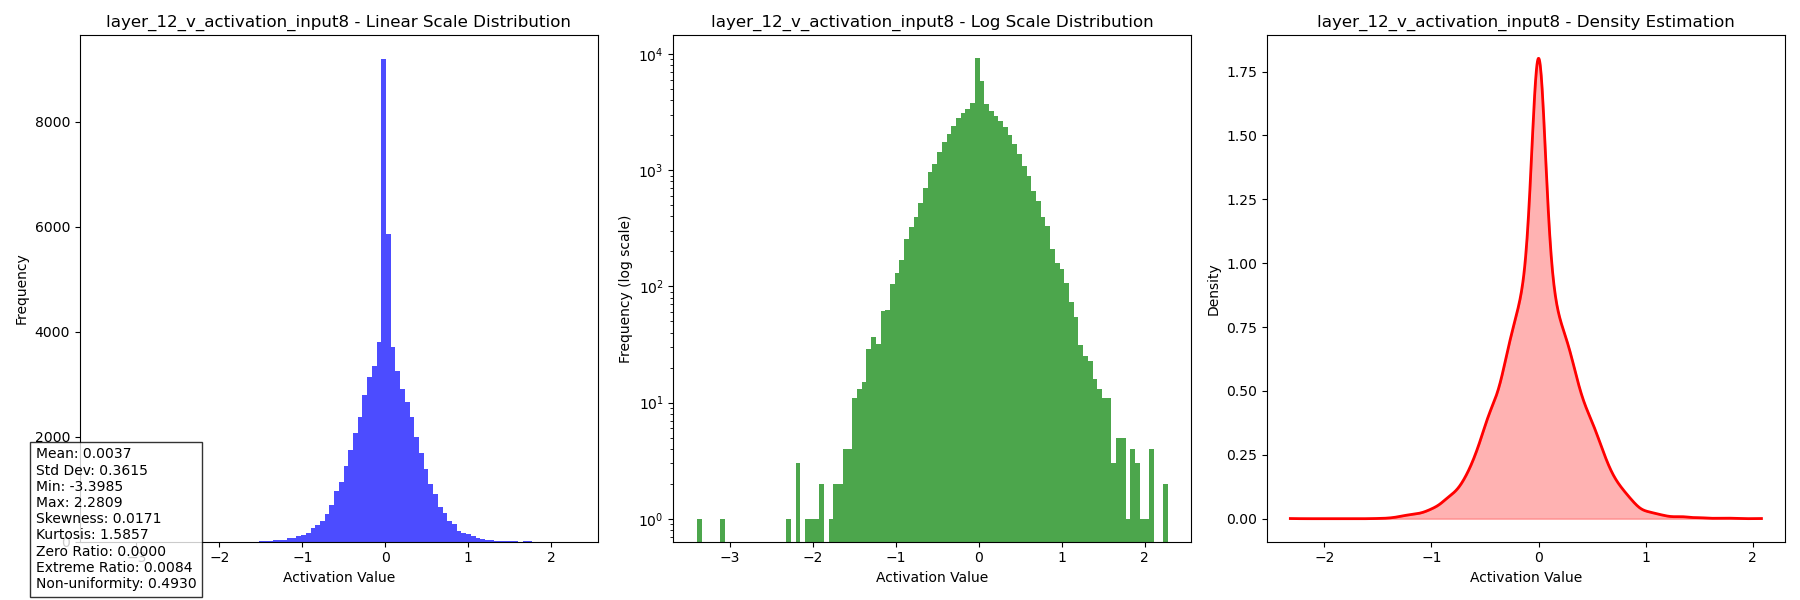 layer_12_v_activation_input8 - Linear Scale Distribution
8000
6000
4000
2000
0
−2
−1
0
1
2
Frequency
Activation Value
Mean: 0.0037
Std Dev: 0.3615
Min: -3.3985
Max: 2.2809
Skewness: 0.0171
Kurtosis: 1.5857
Zero Ratio: 0.0000
Extreme Ratio: 0.0084
Non-uniformity: 0.4930
layer_12_v_activation_input8 - Log Scale Distribution
10⁴
10³
10²
10¹
10⁰
−3
−2
−1
0
1
2
Frequency (log scale)
Activation Value
layer_12_v_activation_input8 - Density Estimation
1.75
1.50
1.25
1.00
0.75
0.50
0.25
0.00
−2
−1
0
1
2
Density
Activation Value